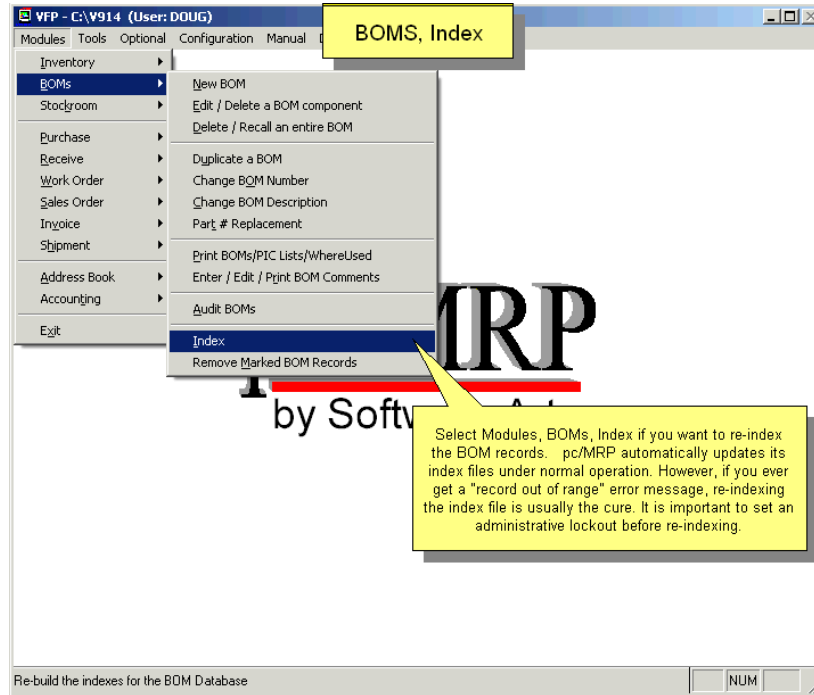 VFP - C:\V914 (User: DOUG)
BOMS, Index
Modules Tools Optional Configuration Manual
Inventory
BOMs
Stockroom
Purchase
Receive
Work Order
Sales Order
Invoice
Shipment
Address Book
Accounting
Exit
New BOM
Edit / Delete a BOM component
Delete / Recall an entire BOM
Duplicate a BOM
Change BOM Number
Change BOM Description
Part # Replacement
Print BOMs/PIC Lists/WhereUsed
Enter / Edit / Print BOM Comments
Audit BOMs
Index
Remove Marked BOM Records
MRP
by
Select Modules, BOMs, Index if you want to re-index
the BOM records. pc/MRP automatically updates its
index files under normal operation. However, if you ever
get a "record out of range" error message, re-indexing
the index file is usually the cure. It is important to set an
administrative lockout before re-indexing.
Re-build the indexes for the BOM Database
NUM